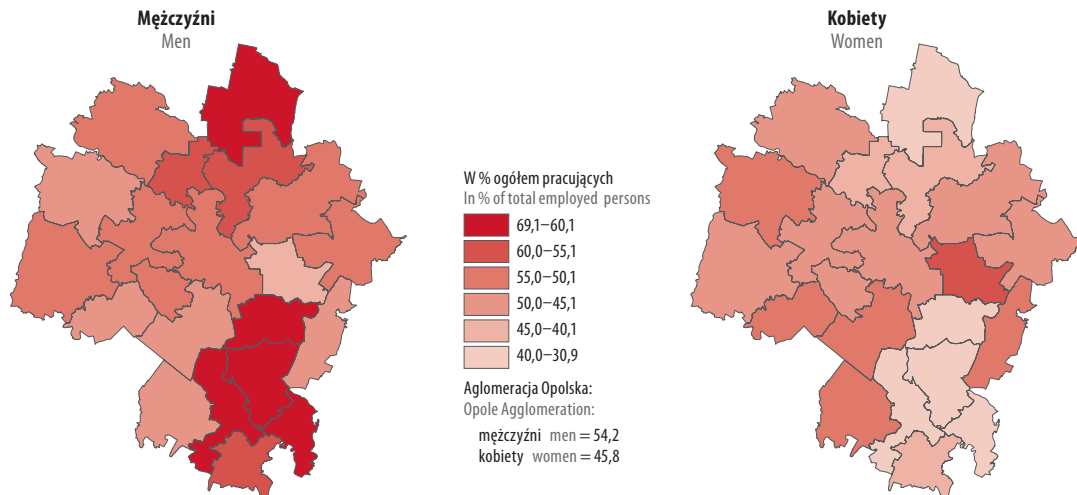 Mężczyźni
Men
Kobiety
Women
W % ogółem pracujących
In % of total employed persons
69,1–60,1
60,0–55,1
55,0–50,1
50,0–45,1
45,0–40,1
40,0–30,9
Aglomeracja Opolska:
Opole Agglomeration:
mężczyźni men = 54,2
kobiety women = 45,8